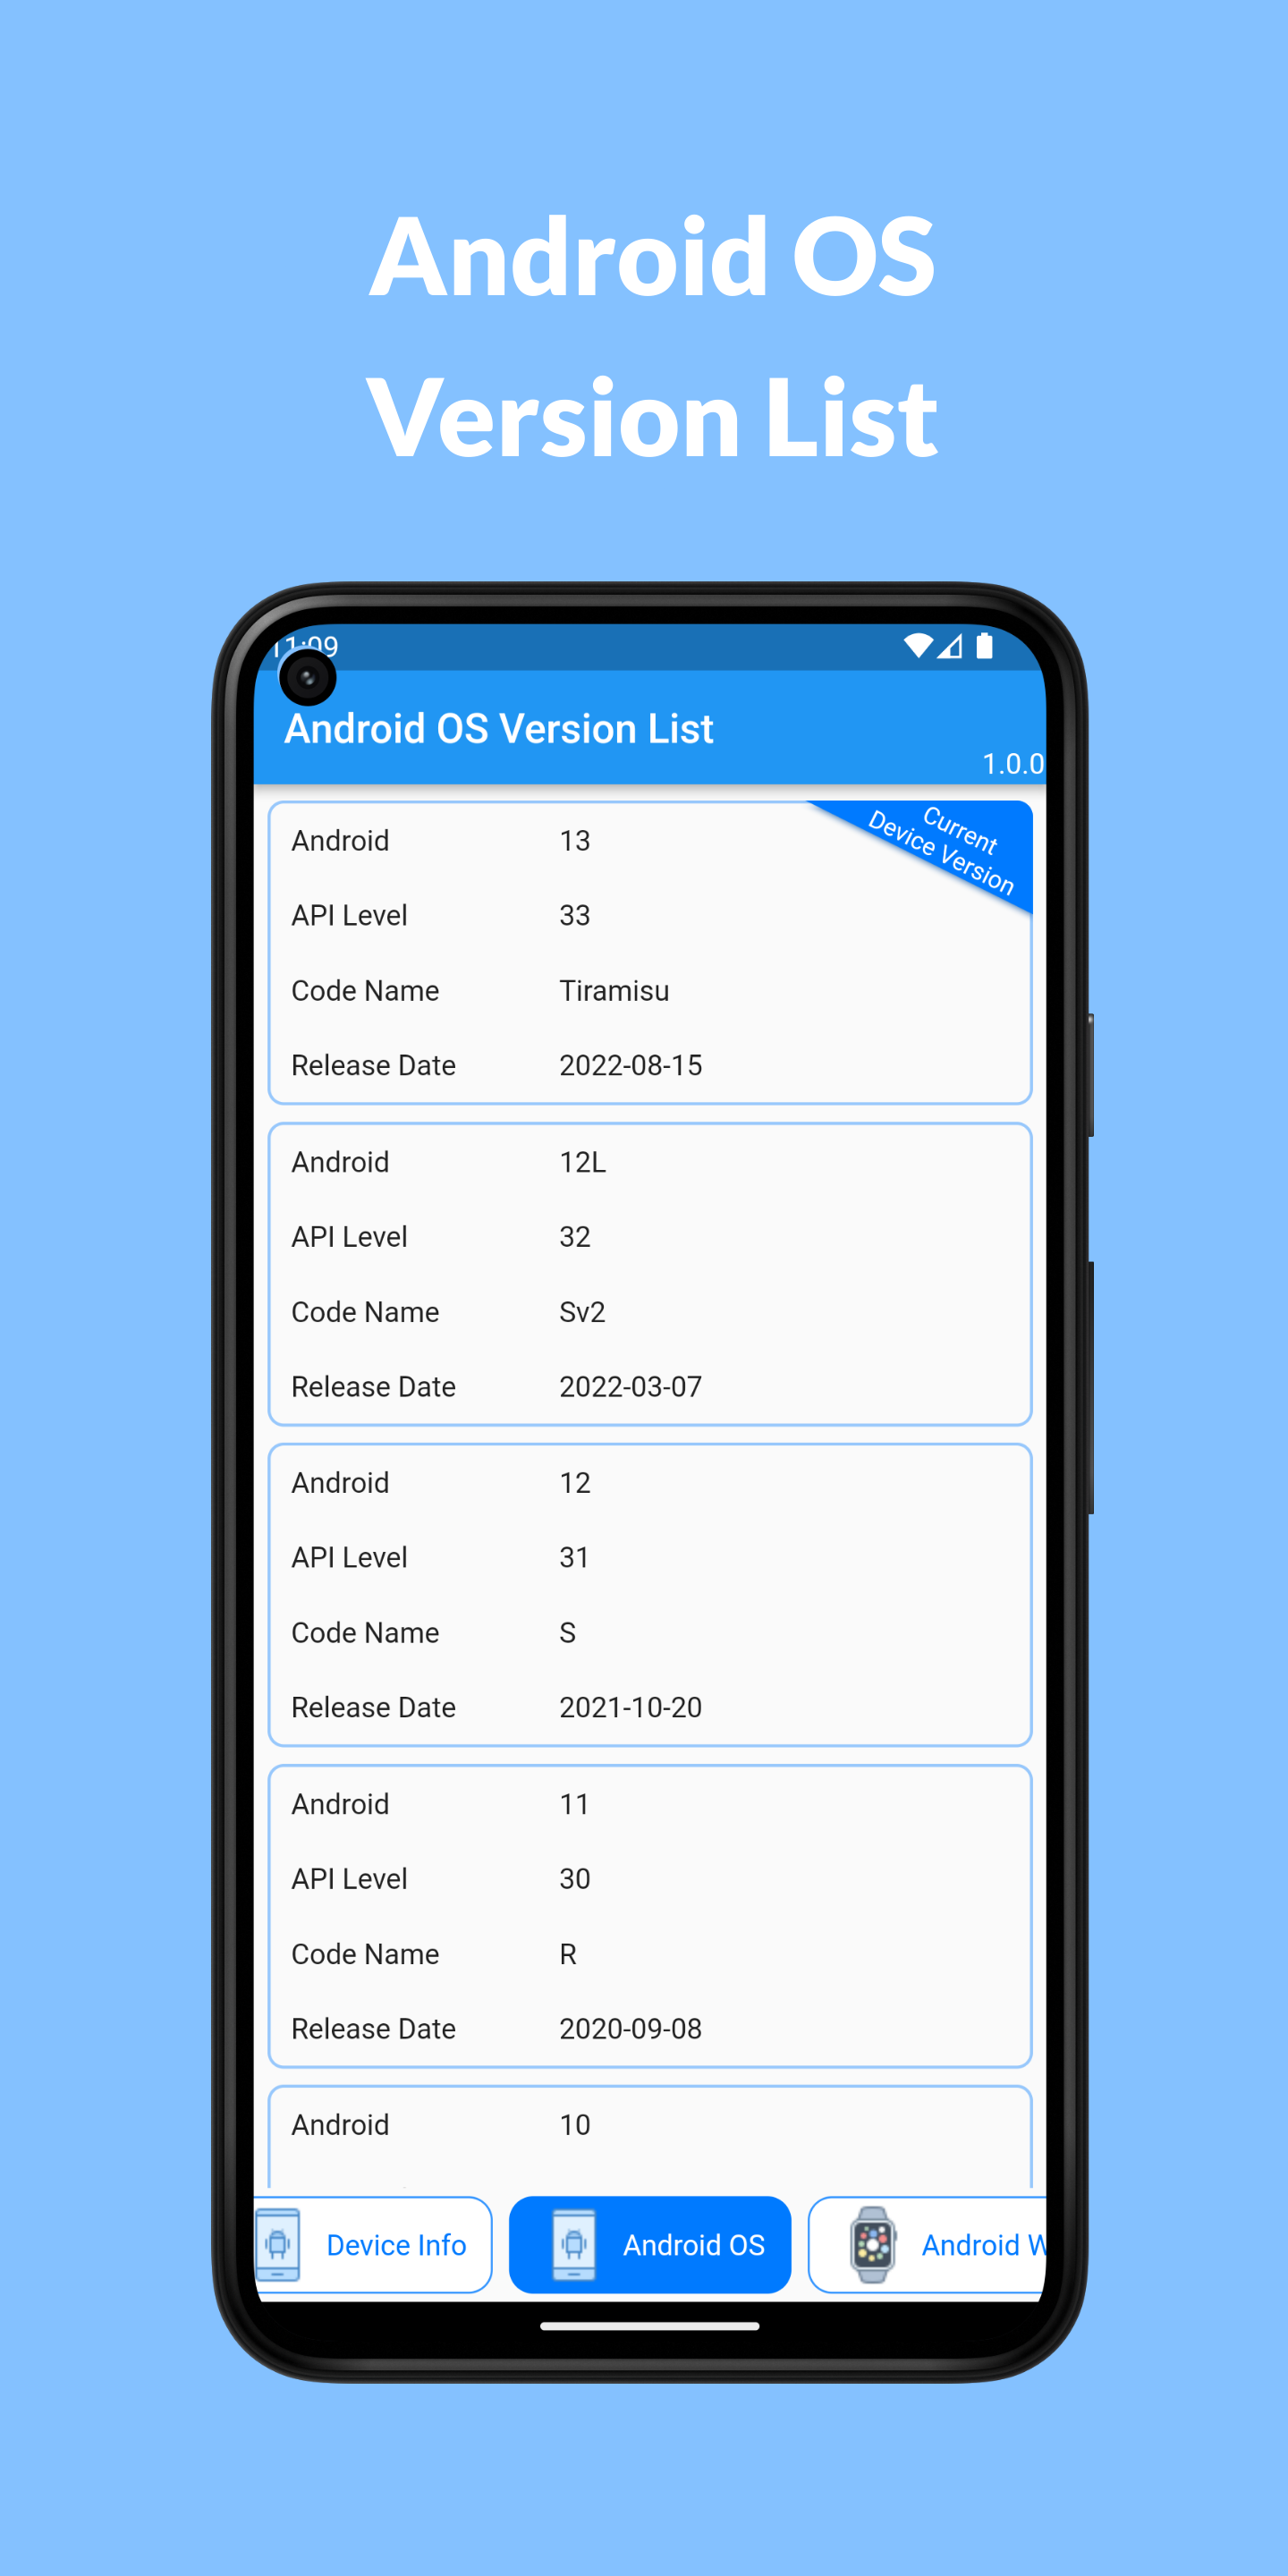 Android OS
Version List
11:09
Android OS Version List
1.0.0
Current
Device Version
Android 13
API Level 33
Code Name Tiramisu
Release Date 2022-08-15
Android 12L
API Level 32
Code Name Sv2
Release Date 2022-03-07
Android 12
API Level 31
Code Name S
Release Date 2021-10-20
Android 11
API Level 30
Code Name R
Release Date 2020-09-08
Android 10
Device Info
Android OS
Android W